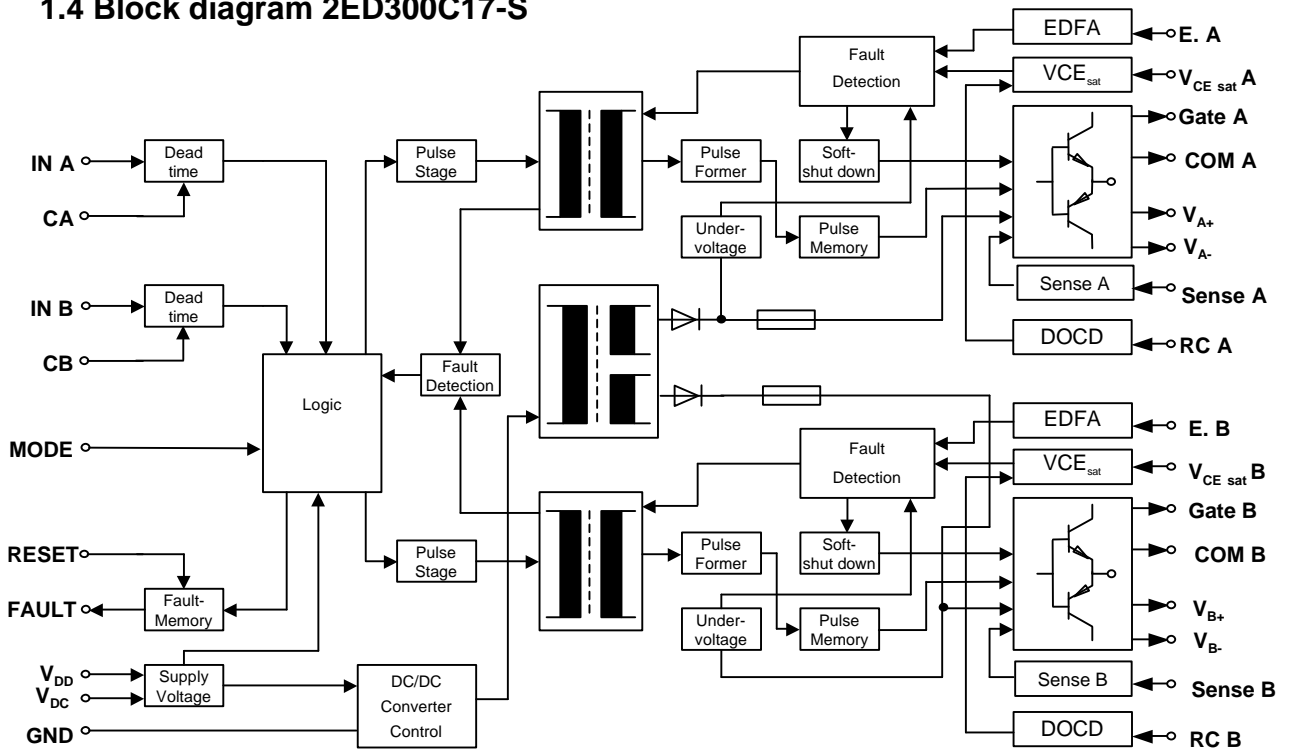 1.4 Block diagram 2ED300C17-S
EDFA
E. A
Fault
Detection
VCEsat
VCE sat A
Gate A
IN A
Dead
time
Pulse
Stage
Pulse
Former
Soft-
shut down
COM A
CA
Under-
voltage
Pulse
Memory
VA+
VA-
Sense A
Sense A
IN B
Dead
time
DOCD
RC A
CB
Fault
Detection
Logic
EDFA
E. B
MODE
Fault
Detection
VCEsat
VCE sat B
Gate B
RESET
Pulse
Stage
Pulse
Former
Soft-
shut down
COM B
FAULT
Fault-
Memory
Under-
voltage
Pulse
Memory
VB+
VB-
VDD
VDC
Supply
Voltage
DC/DC
Converter
Control
Sense B
Sense B
GND
DOCD
RC B